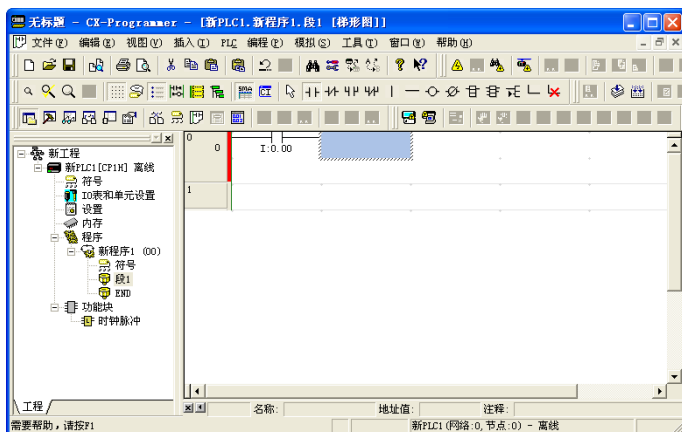 无标题 - CX-Programmer - [新PLC1.新程序1.段1 [梯形图]]
文件(F) 编辑(E) 视图(V) 插入(I) PLC 编程(P) 模拟(S) 工具(T) 窗口(W) 帮助(H)
新工程
新PLC1[CP1H] 离线
符号
IO表和单元设置
设置
内存
程序
新程序1 (00)
符号
段1
END
功能块
时钟脉冲
工程
0
0
I:0.00
1
名称: 地址值: 注释:
需要帮助，请按F1 新PLC1(网络:0,节点:0) - 离线